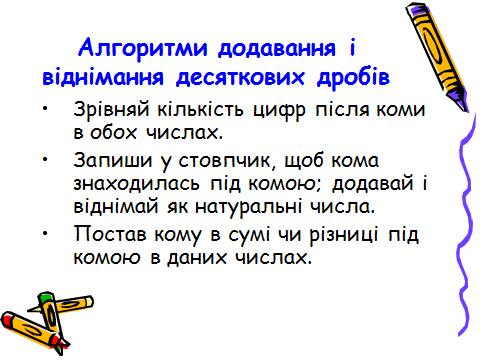 Алгоритми додавання і
віднімання десяткових дробів
• Зрівняй кількість цифр після коми
в обох числах.
• Запиши у стовпчик, щоб кома
знаходилась під комою; додавай і
віднімай як натуральні числа.
• Постав кому в сумі чи різниці під
комою в даних числах.